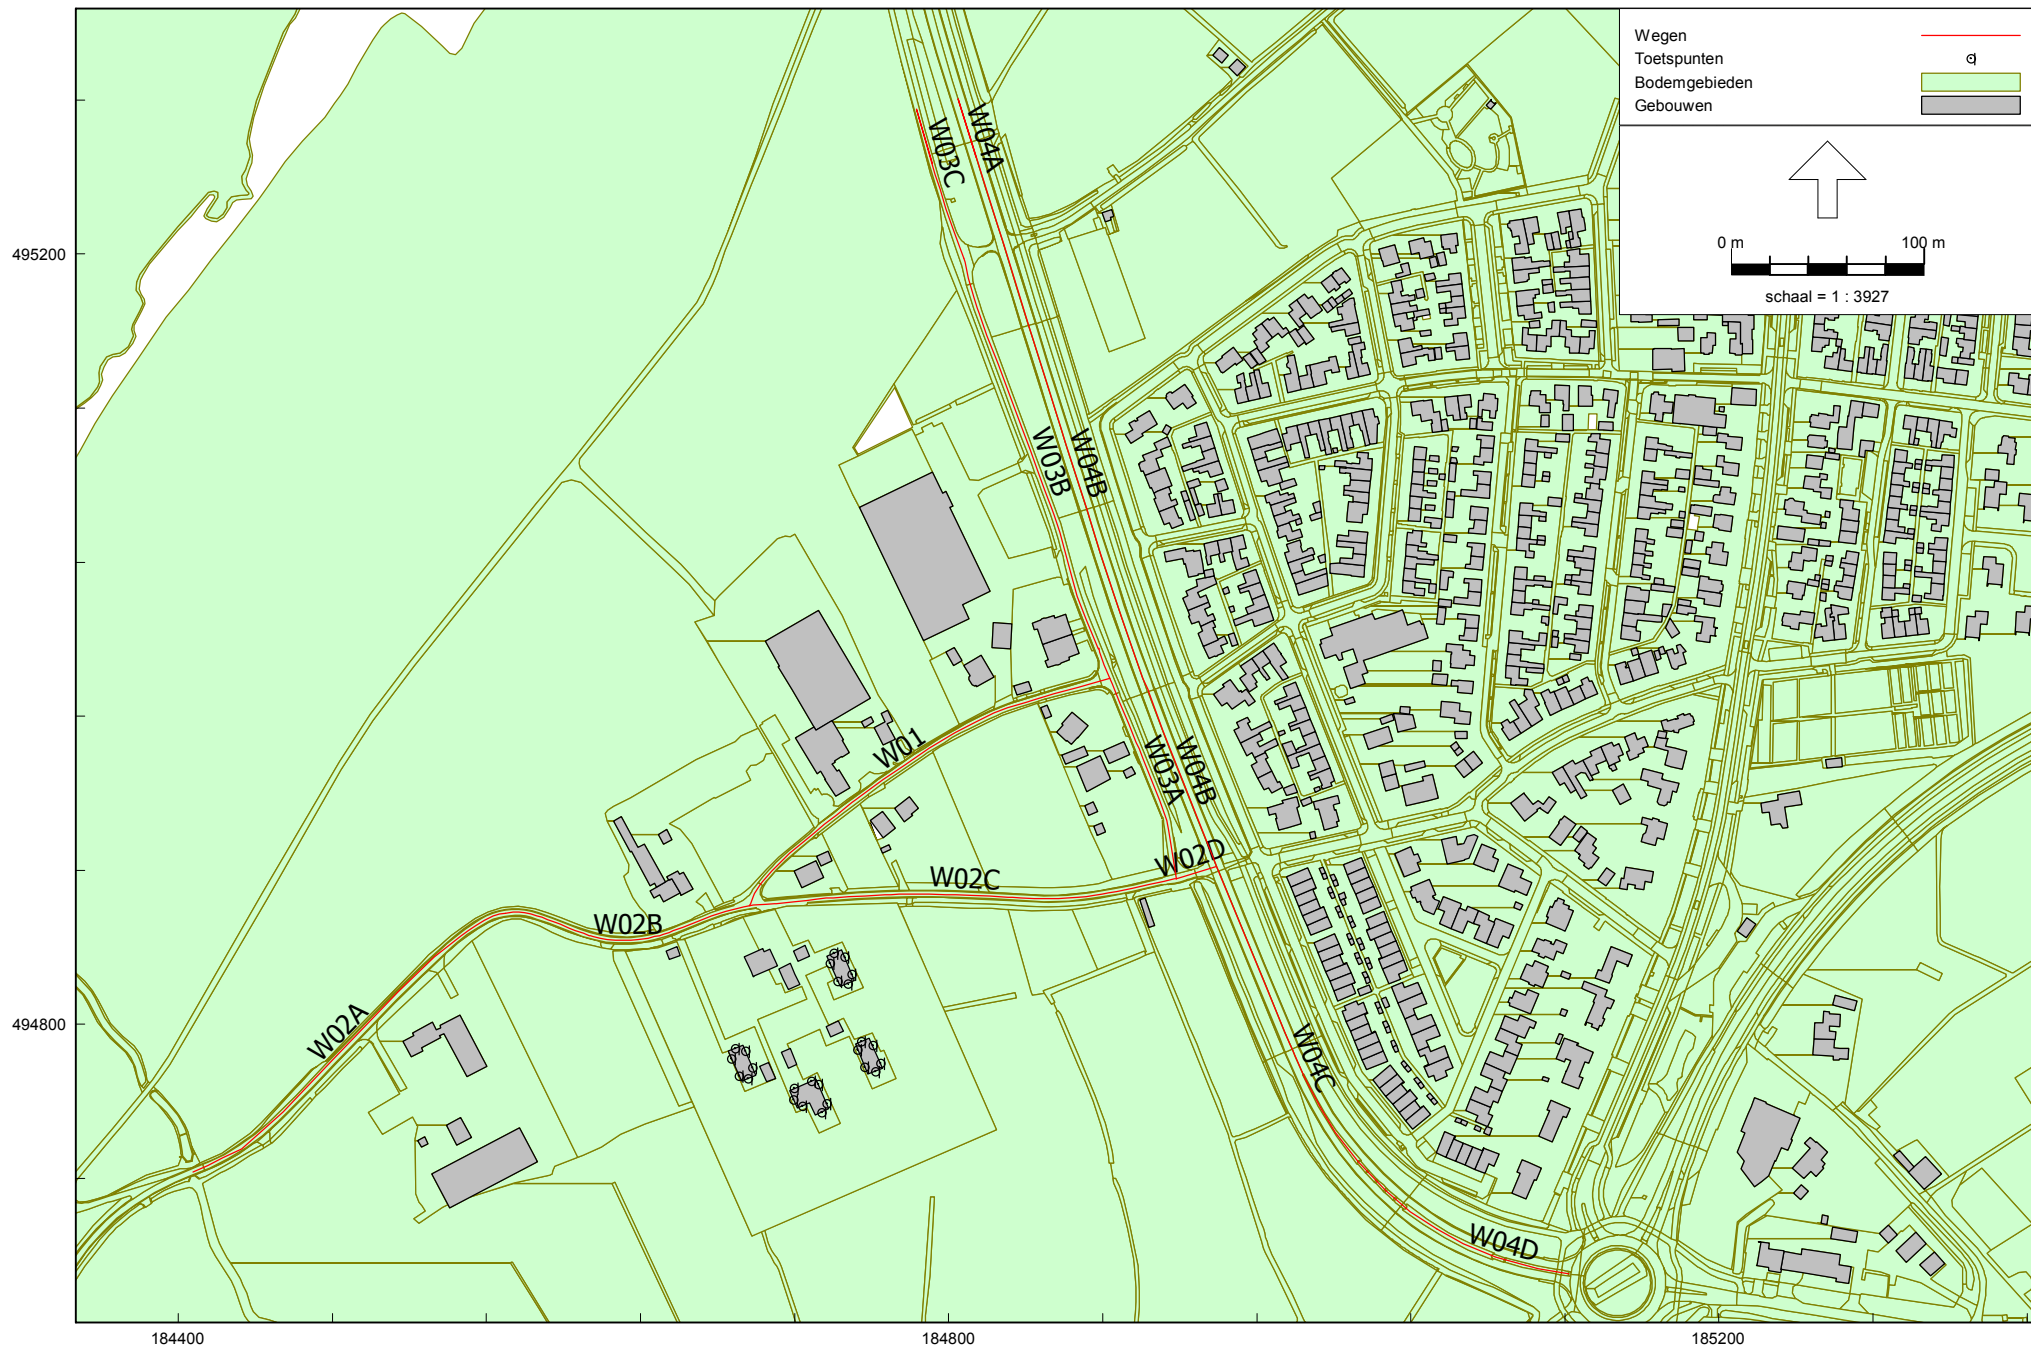 Wegen
Toetspunten
Bodemgebieden
Gebouwen
0 m 100 m
schaal = 1 : 3927
495200
494800
184400
184800
185200
W03C
W04A
W03B
W04B
W01
W03A
W04B
W02D
W02C
W02B
W02A
W04C
W04D